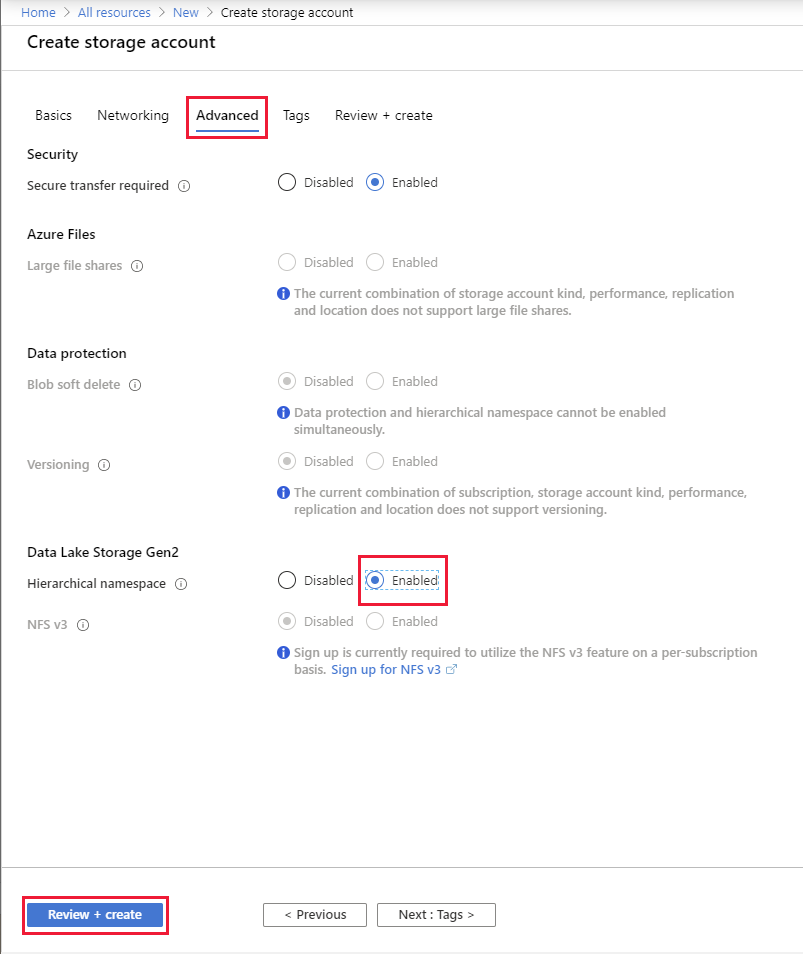 Home > All resources > New > Create storage account
Create storage account
Basics Networking Advanced Tags Review + create
Security
Secure transfer required Disabled Enabled
Azure Files
Large file shares Disabled Enabled
The current combination of storage account kind, performance, replication
and location does not support large file shares.
Data protection
Blob soft delete Disabled Enabled
Data protection and hierarchical namespace cannot be enabled
simultaneously.
Versioning Disabled Enabled
The current combination of subscription, storage account kind, performance,
replication and location does not support versioning.
Data Lake Storage Gen2
Hierarchical namespace Disabled Enabled
NFS v3 Disabled Enabled
Sign up is currently required to utilize the NFS v3 feature on a per-subscription
basis. Sign up for NFS v3
Review + create < Previous Next : Tags >